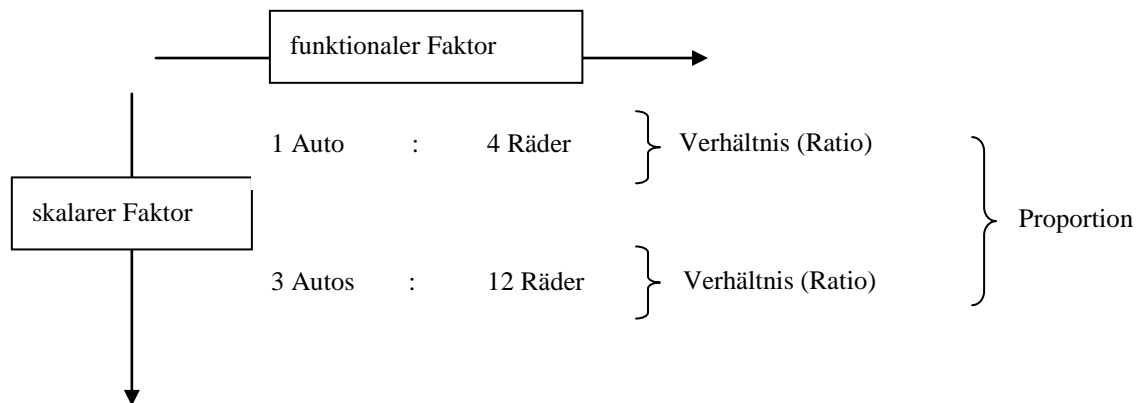 funktionaler Faktor
1 Auto : 4 Räder Verhältnis (Ratio)
skalarer Faktor
Proportion
3 Autos : 12 Räder Verhältnis (Ratio)